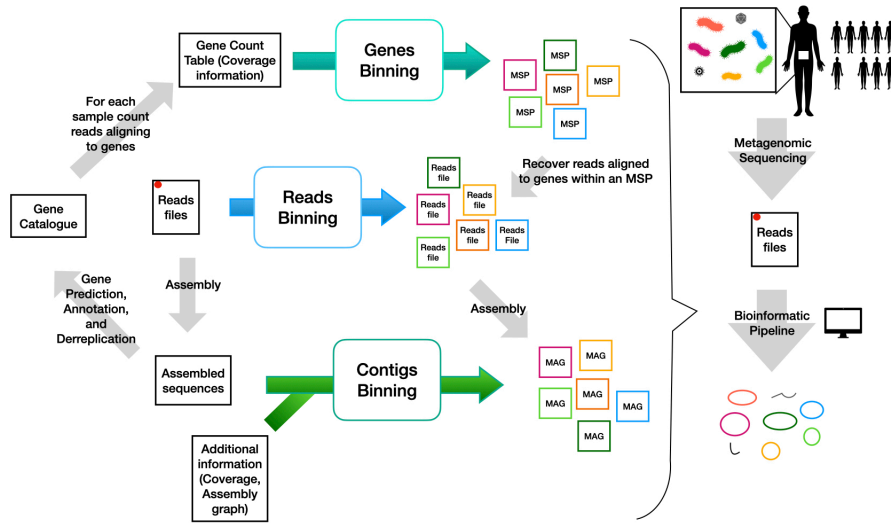 Gene Count
Table (Coverage
information)
Genes
Binning
MSP
MSP
MSP
MSP
MSP
MSP
For each
sample count
reads aligning
to genes
Recover reads aligned
to genes within an MSP
Gene
Catalogue
Reads
files
Reads
Binning
Reads
file
Reads
file
Reads
file
Reads
file
Reads
File
Reads
file
Gene
Prediction,
Annotation,
and
Derreplication
Assembly
Assembly
Assembled
sequences
Contigs
Binning
MAG
MAG
MAG
MAG
MAG
MAG
Additional
information
(Coverage,
Assembly
graph)
Metagenomic
Sequencing
Reads
files
Bioinformatic
Pipeline